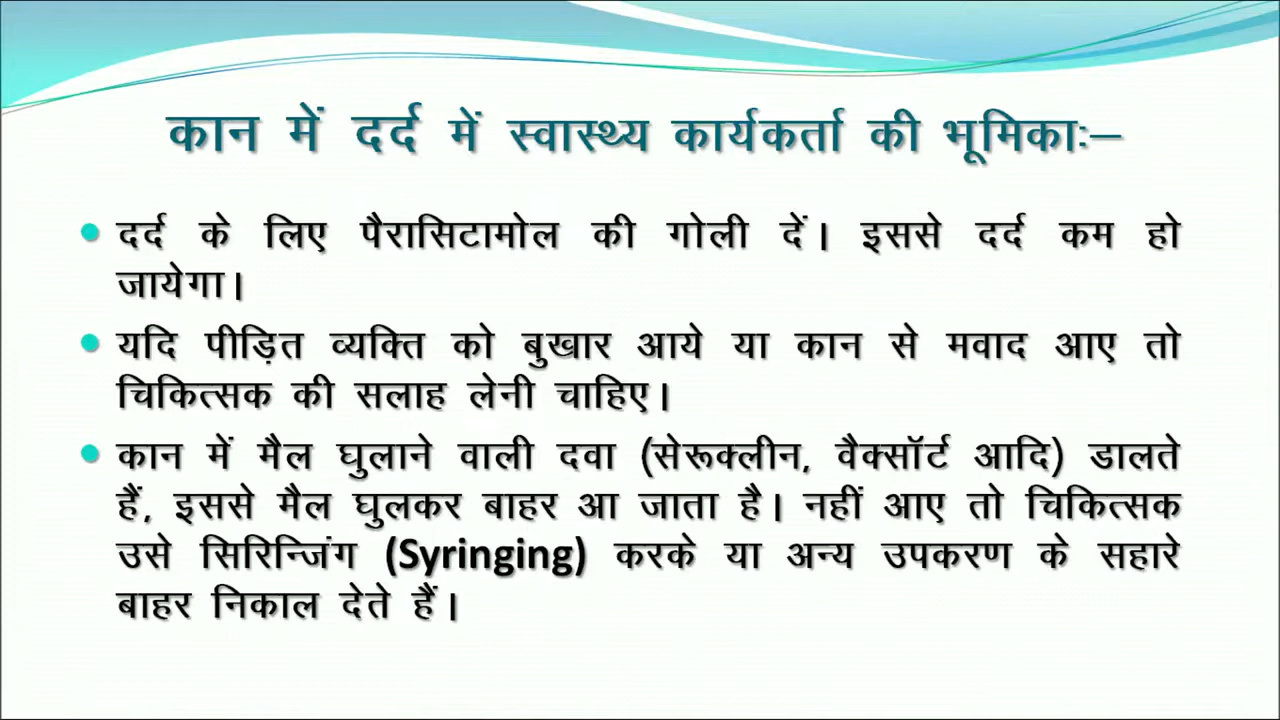 कान में दर्द में स्वास्थ्य कार्यकर्ता की भूमिकाः–
• दर्द के लिए पैरासिटामोल की गोली दें। इससे दर्द कम हो
जायेगा।
• यदि पीड़ित व्यक्ति को बुखार आये या कान से मवाद आए तो
चिकित्सक की सलाह लेनी चाहिए।
• कान में मैल घुलाने वाली दवा (सेरूक्लीन, वैक्सॉर्ट आदि) डालते
हैं, इससे मैल घुलकर बाहर आ जाता है। नहीं आए तो चिकित्सक
उसे सिरिन्जिंग (Syringing) करके या अन्य उपकरण के सहारे
बाहर निकाल देते हैं।